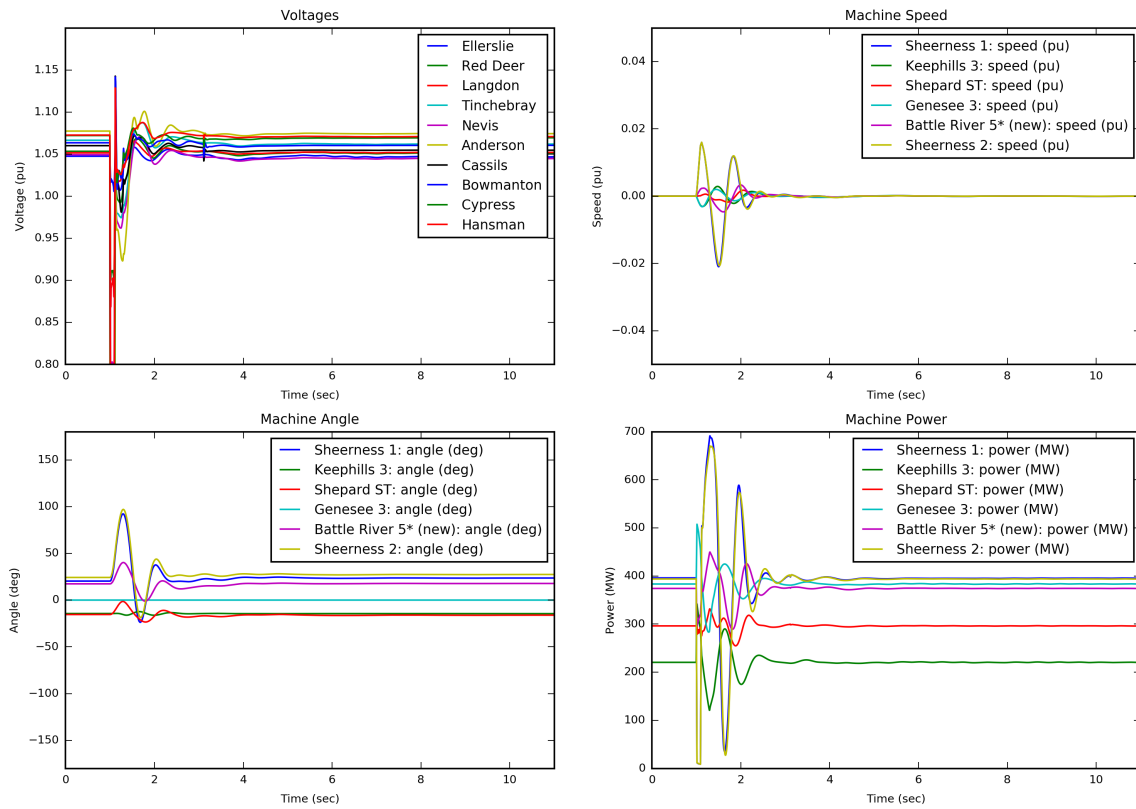 Voltages
1.15
1.10
1.05
1.00
0.95
0.90
0.85
0.80
Voltage (pu)
0
2
4
6
8
10
Time (sec)
Ellerslie
Red Deer
Langdon
Tinchebray
Nevis
Anderson
Cassils
Bowmanton
Cypress
Hansman
Machine Speed
0.04
0.02
0.00
−0.02
−0.04
Speed (pu)
0
2
4
6
8
10
Time (sec)
Sheerness 1: speed (pu)
Keephills 3: speed (pu)
Shepard ST: speed (pu)
Genesee 3: speed (pu)
Battle River 5* (new): speed (pu)
Sheerness 2: speed (pu)
Machine Angle
150
100
50
0
−50
−100
−150
Angle (deg)
0
2
4
6
8
10
Time (sec)
Sheerness 1: angle (deg)
Keephills 3: angle (deg)
Shepard ST: angle (deg)
Genesee 3: angle (deg)
Battle River 5* (new): angle (deg)
Sheerness 2: angle (deg)
Machine Power
700
600
500
400
300
200
100
0
Power (MW)
0
2
4
6
8
10
Time (sec)
Sheerness 1: power (MW)
Keephills 3: power (MW)
Shepard ST: power (MW)
Genesee 3: power (MW)
Battle River 5* (new): power (MW)
Sheerness 2: power (MW)